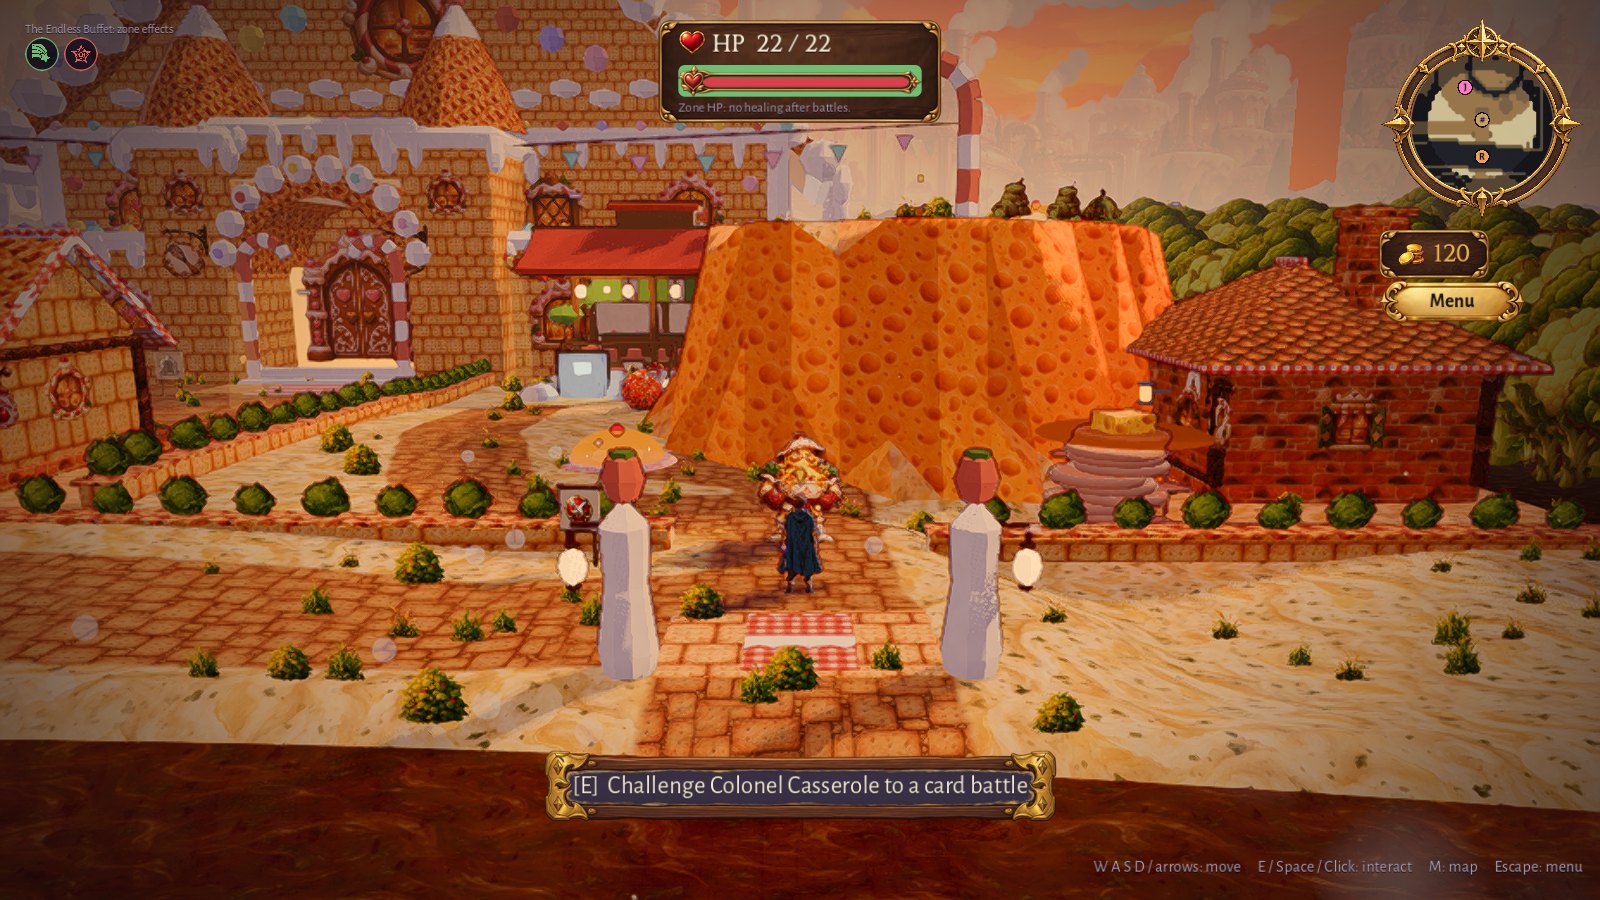 The Endless Buffet: zone effects
HP 22 / 22
Zone HP: no healing after battles.
J
R
120
Menu
[E] Challenge Colonel Casserole to a card battle
W A S D / arrows: move E / Space / Click: interact M: map Escape: menu